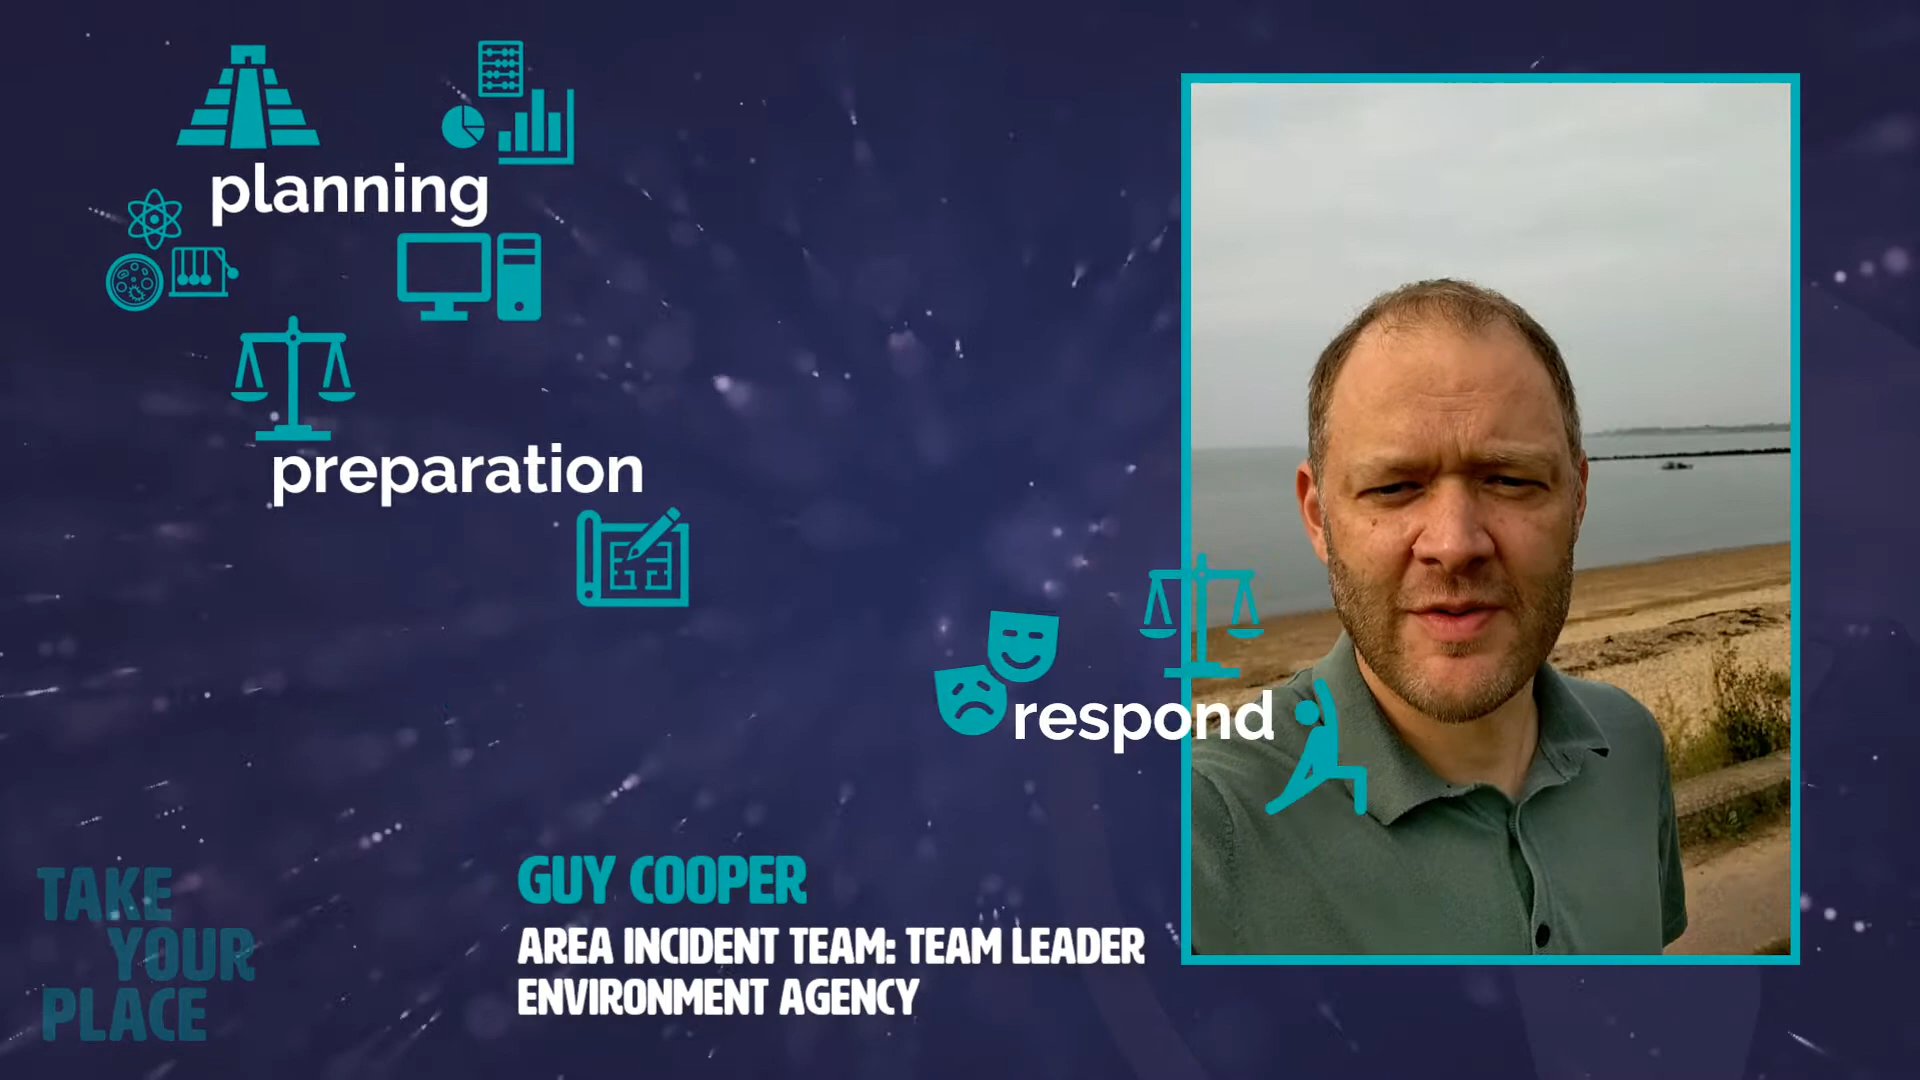 planning
preparation
respond
GUY COOPER
AREA INCIDENT TEAM: TEAM LEADER
ENVIRONMENT AGENCY
TAKE
YOUR
PLACE